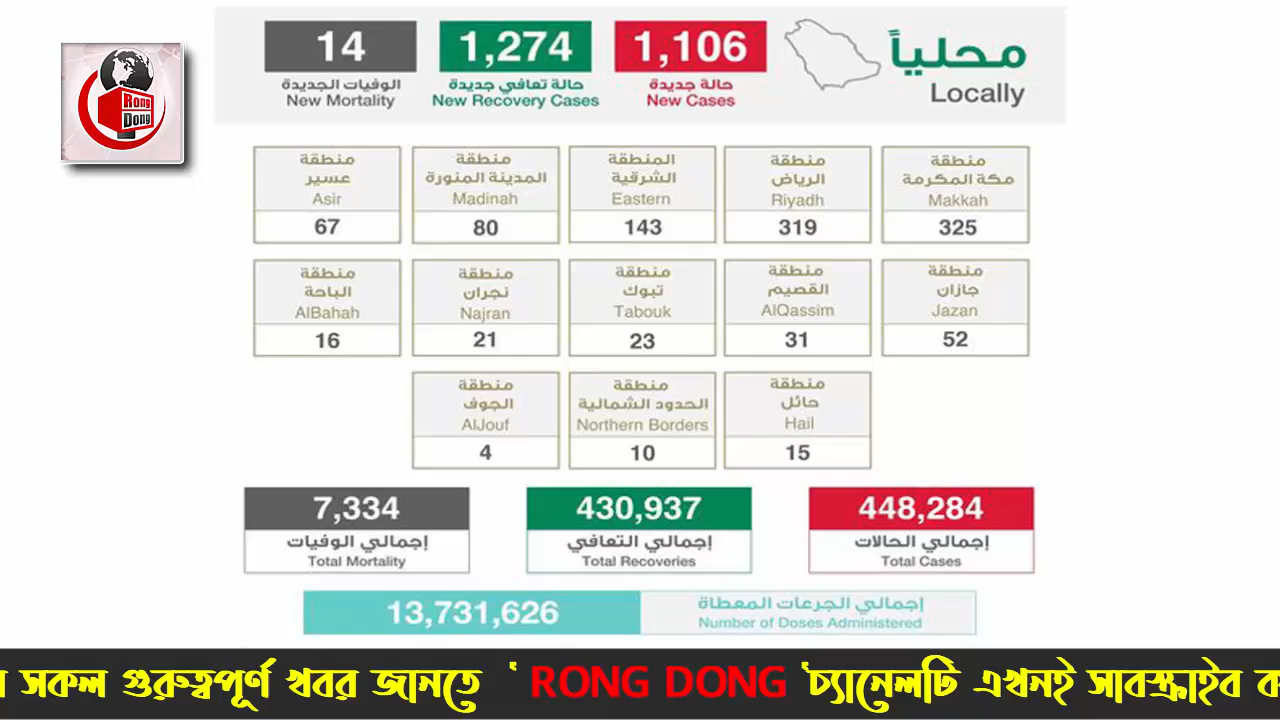 محلياً
Locally
1,106
حالة جديدة
New Cases
1,274
حالة تعافي جديدة
New Recovery Cases
14
الوفيات الجديدة
New Mortality
Rong
Dong
منطقة
مكة المكرمة
Makkah
325
منطقة
الرياض
Riyadh
319
المنطقة
الشرقية
Eastern
143
منطقة
المدينة المنورة
Madinah
80
منطقة
عسير
Asir
67
منطقة
جازان
Jazan
52
منطقة
القصيم
AlQassim
31
منطقة
تبوك
Tabouk
23
منطقة
نجران
Najran
21
منطقة
الباحة
AlBahah
16
منطقة
حائل
Hail
15
منطقة
الحدود الشمالية
Northern Borders
10
منطقة
الجوف
AlJouf
4
448,284
إجمالي الحالات
Total Cases
430,937
إجمالي التعافي
Total Recoveries
7,334
إجمالي الوفيات
Total Mortality
إجمالي الجرعات المعطاة
Number of Doses Administered
13,731,626
সকল গুরুত্বপূর্ণ খবর জানতে ' RONG DONG 'চ্যানেলটি এখনই সাবস্ক্রাইব